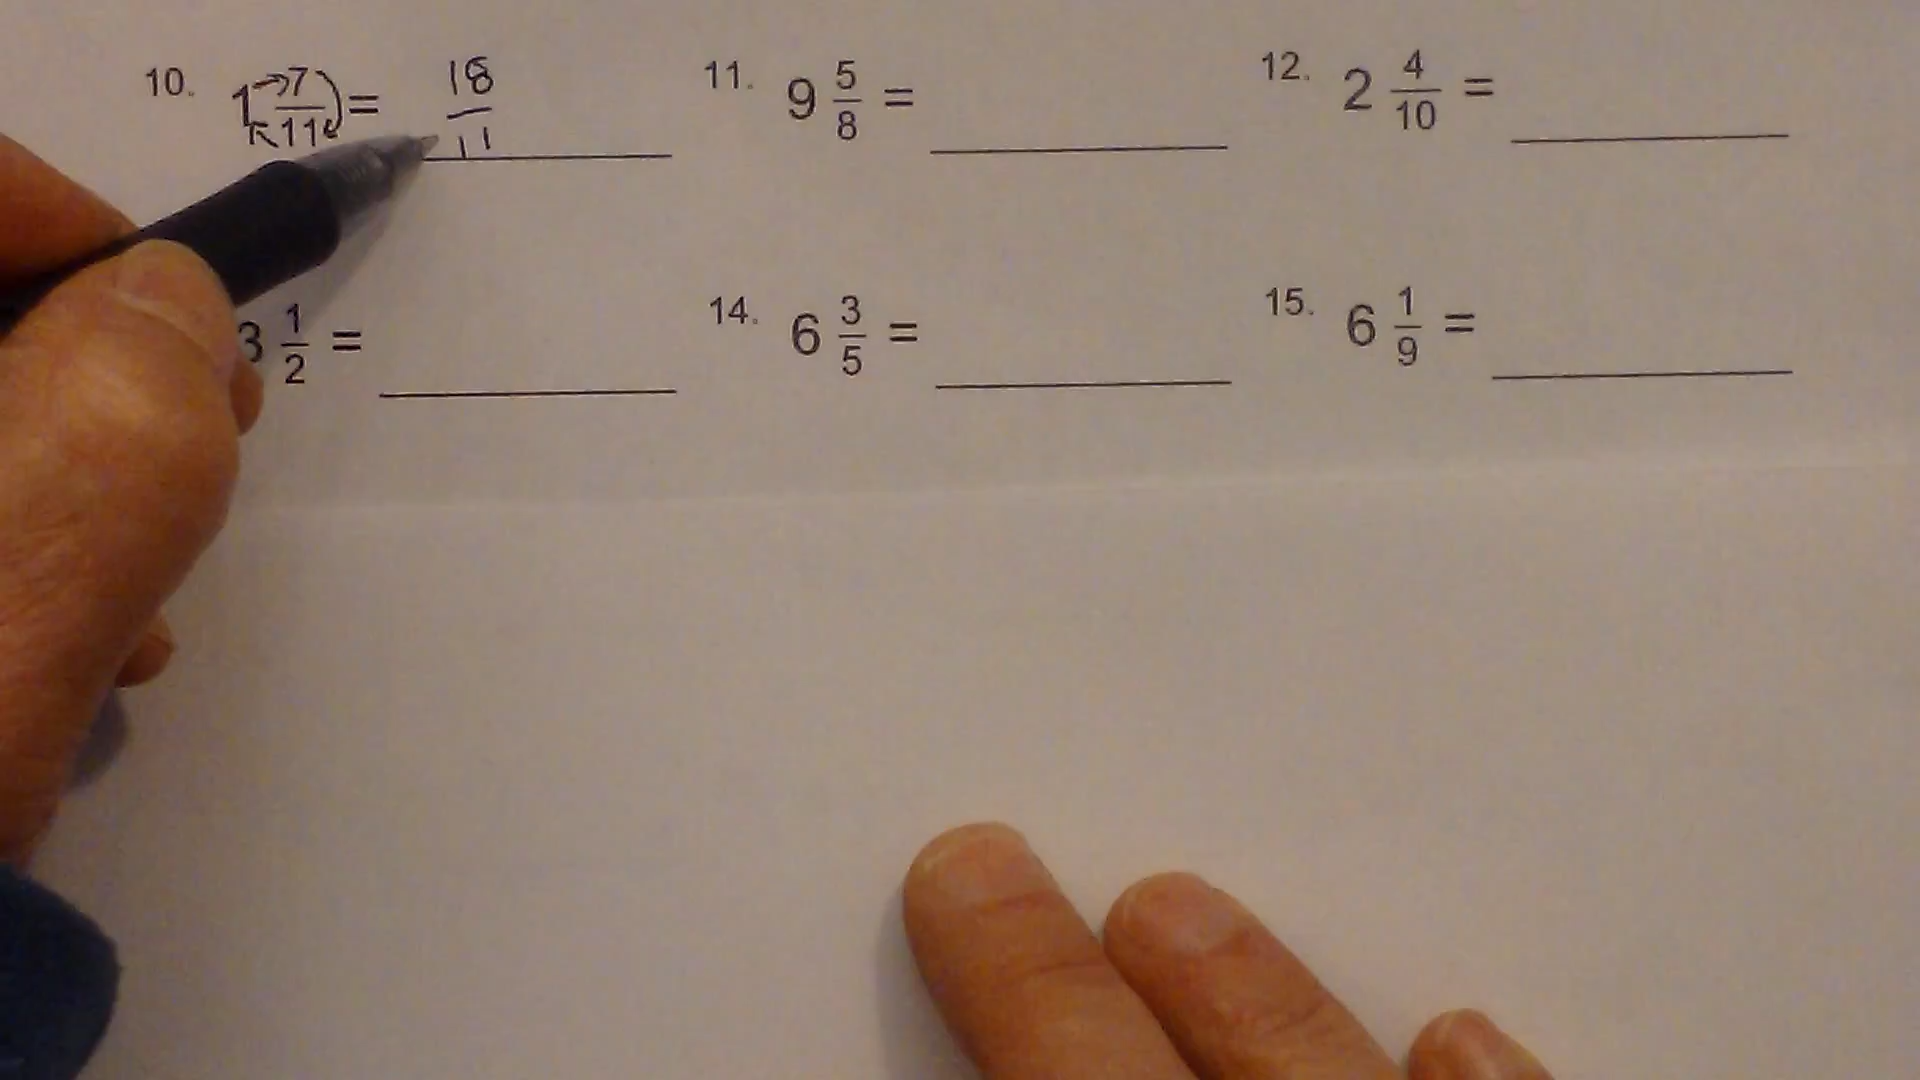 10. 1 7/11 = 18/11 11. 9 5/8 = 12. 2 4/10 =
3 1/2 = 14. 6 3/5 = 15. 6 1/9 =